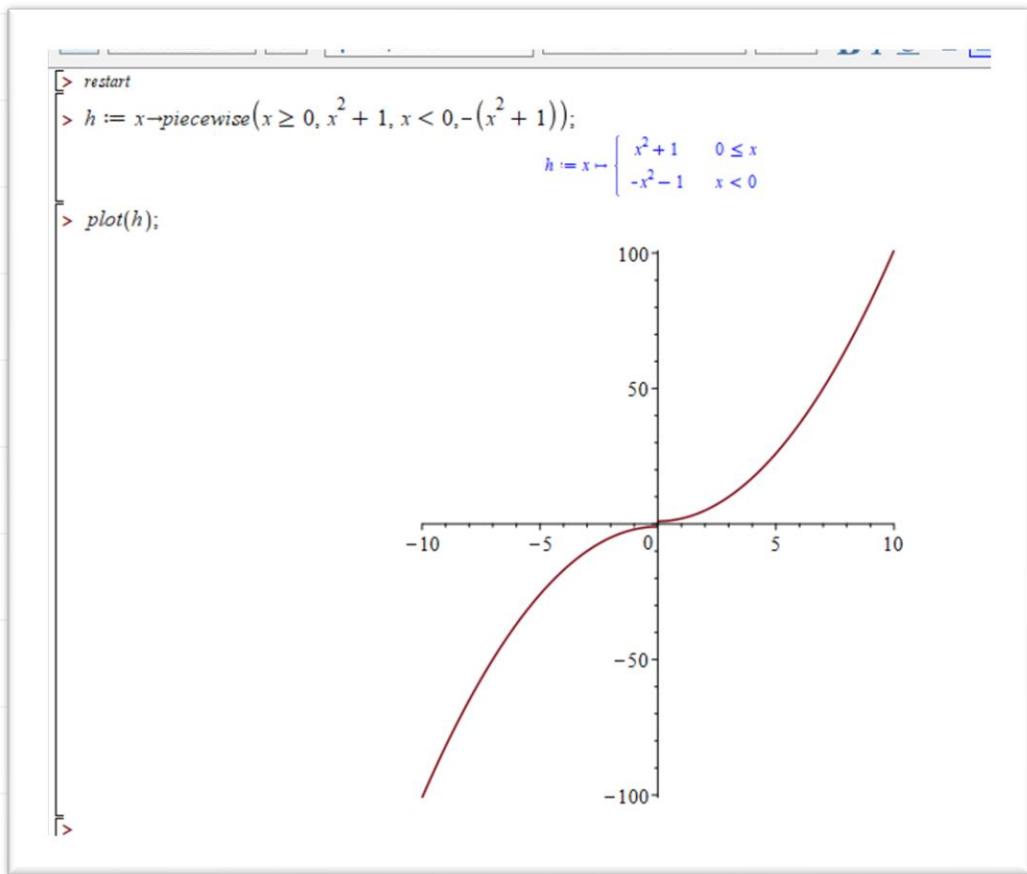 > restart
> h := x→piecewise(x ≥ 0, x² + 1, x < 0, -(x² + 1));
h := x ↦ { x² + 1 0 ≤ x
-x² − 1 x < 0
> plot(h);
100
50
−10 −5 0 5 10
−50
−100
>